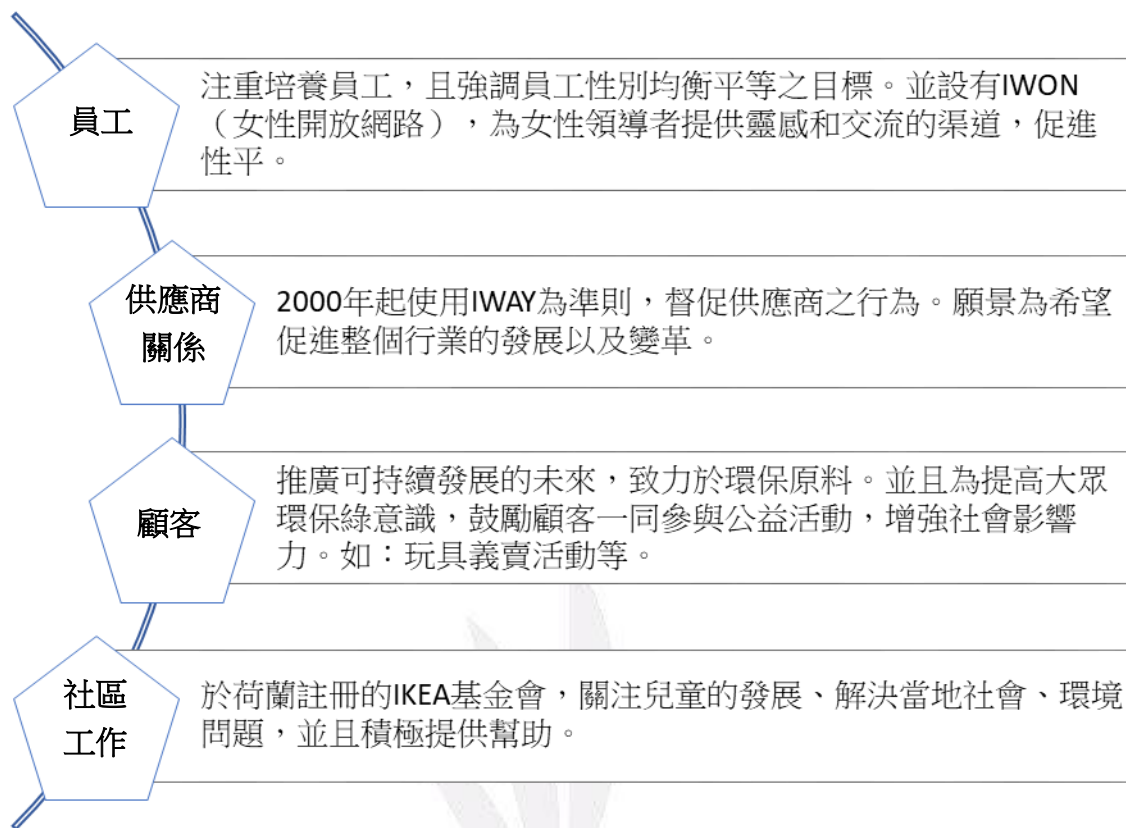 員工
注重培養員工，且強調員工性別均衡平等之目標。並設有IWON
（女性開放網路），為女性領導者提供靈感和交流的渠道，促進
性平。
供應商
關係
2000年起使用IWAY為準則，督促供應商之行為。願景為希望
促進整個行業的發展以及變革。
顧客
推廣可持續發展的未來，致力於環保原料。並且為提高大眾
環保綠意識，鼓勵顧客一同參與公益活動，增強社會影響
力。如：玩具義賣活動等。
社區
工作
於荷蘭註冊的IKEA基金會，關注兒童的發展、解決當地社會、環境
問題，並且積極提供幫助。